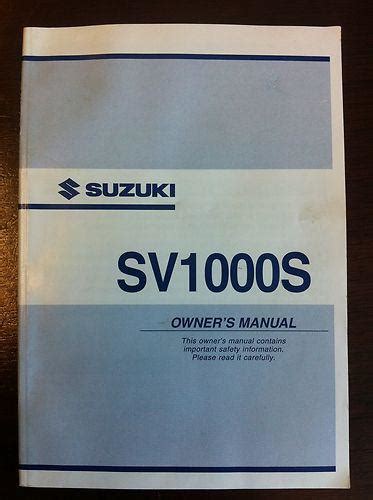 SUZUKI
SV1000S
OWNER'S MANUAL
This owner's manual contains
important safety information.
Please read it carefully.